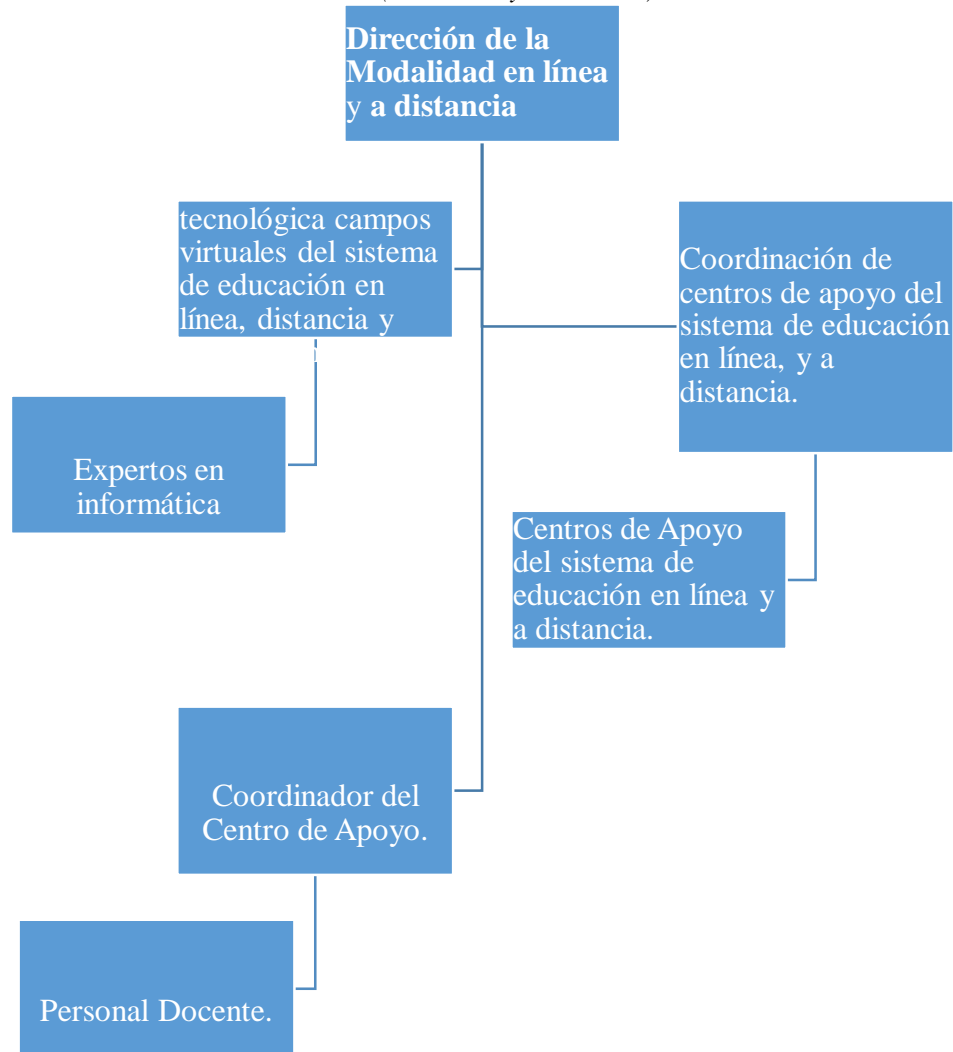 Dirección de la
Modalidad en línea
y a distancia
tecnológica campos
virtuales del sistema
de educación en
línea, distancia y
Coordinación de
centros de apoyo del
sistema de educación
en línea, y a
distancia.
Expertos en
informática
Centros de Apoyo
del sistema de
educación en línea y
a distancia.
Coordinador del
Centro de Apoyo.
Personal Docente.